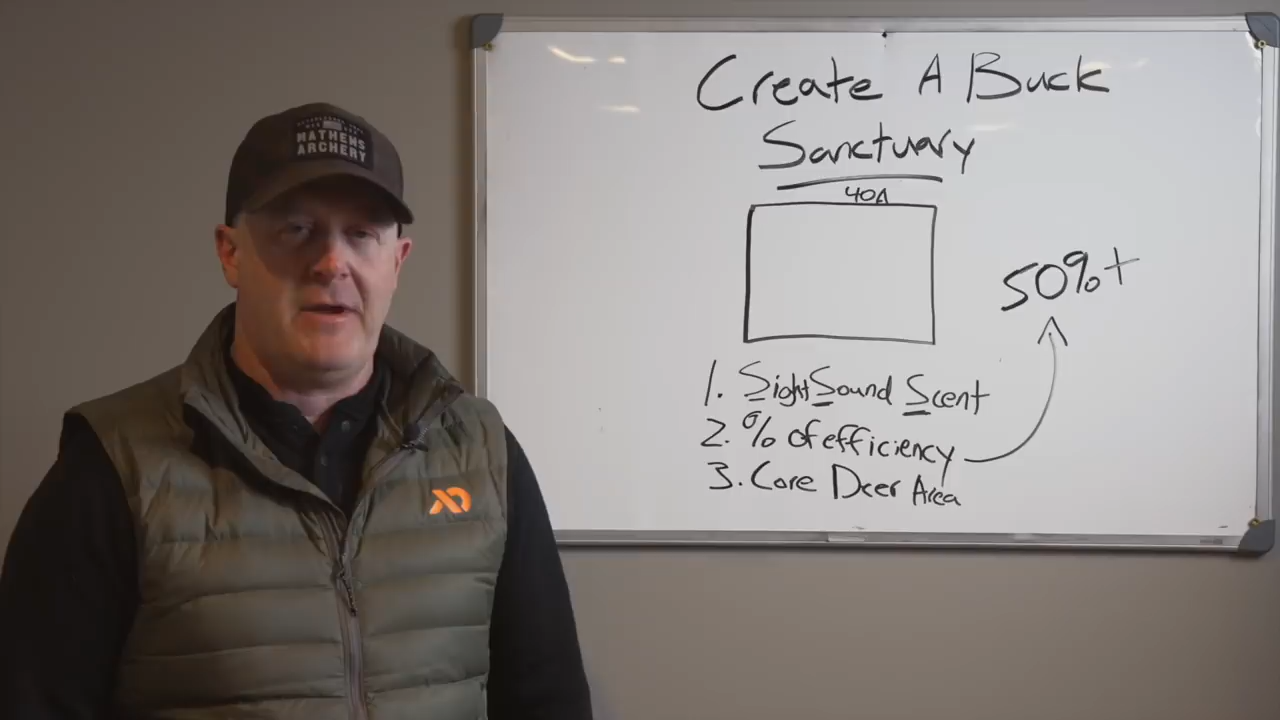 MATHEWS
ARCHERY
Create A Buck
Sanctuary
40A
50%+
1. Sight Sound Scent
2. % of efficiency
3. Core Deer Area